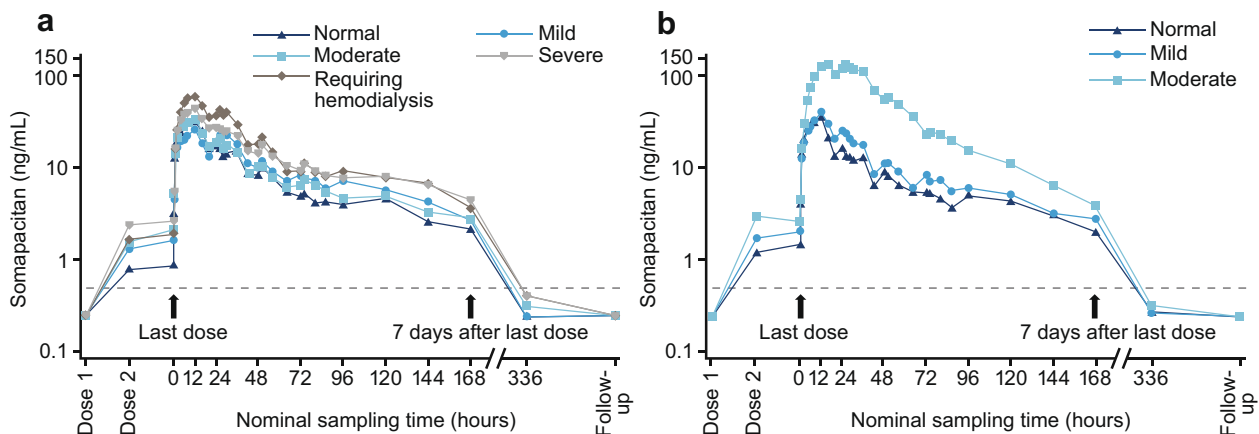 a
Normal
Mild
Moderate
Severe
Requiring
hemodialysis
Somapacitan (ng/mL)
150
100
10
1
0.1
Last dose
7 days after last dose
Dose 1
Dose 2
0
12
24
48
72
96
120
144
168
336
Follow-
up
Nominal sampling time (hours)
b
Normal
Mild
Moderate
Somapacitan (ng/mL)
150
100
10
1
0.1
Last dose
7 days after last dose
Dose 1
Dose 2
0
12
24
48
72
96
120
144
168
336
Follow-
up
Nominal sampling time (hours)